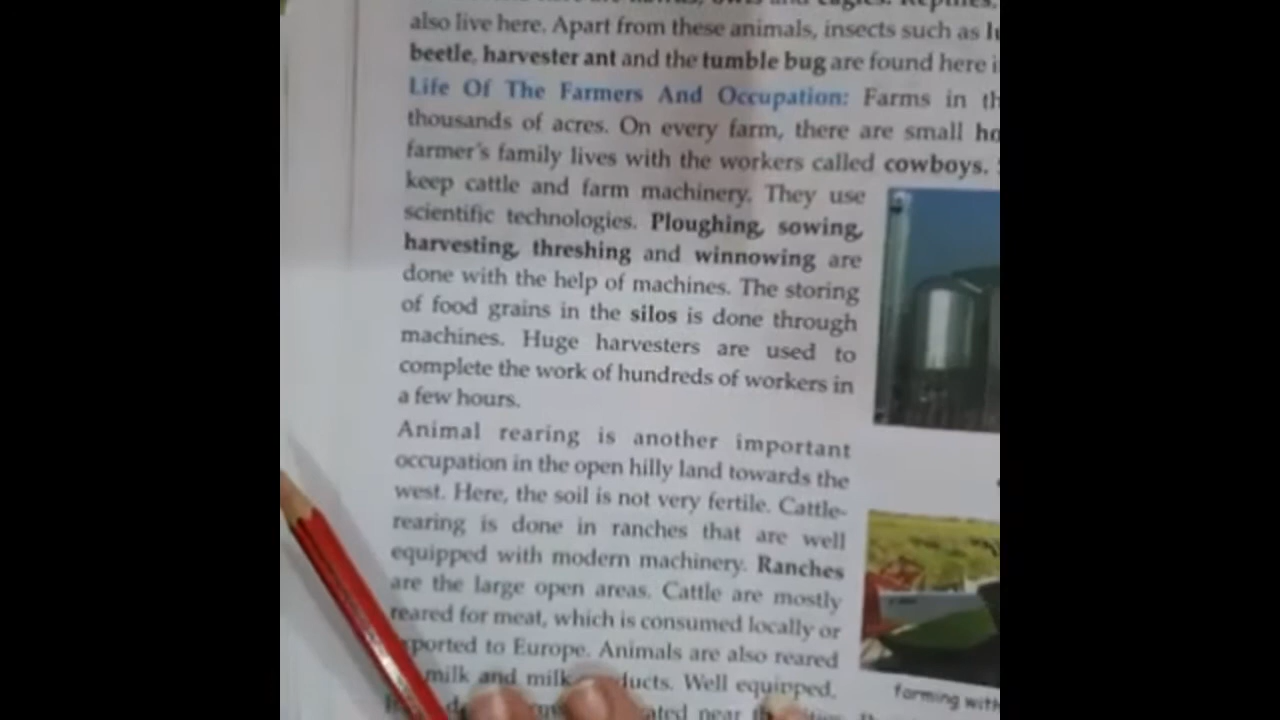 eagles. Reptiles.
also live here. Apart from these animals, insects such as
beetle, harvester ant and the tumble bug are found here
Life Of The Farmers And Occupation: Farms in
thousands of acres. On every farm, there are small
farmer's family lives with the workers called cowboys.
keep cattle and farm machinery. They use
scientific technologies. Ploughing, sowing,
harvesting, threshing and winnowing are
done with the help of machines. The storing
of food grains in the silos is done through
machines. Huge harvesters are used to
complete the work of hundreds of workers in
a few hours.
Animal rearing is another important
occupation in the open hilly land towards the
west. Here, the soil is not very fertile. Cattle-
rearing is done in ranches that are well
equipped with modern machinery. Ranches
are the large open areas. Cattle are mostly
reared for meat, which is consumed locally or
ported to Europe. Animals are also reared
milk and milk ducts. Well equipped,
near
farming with